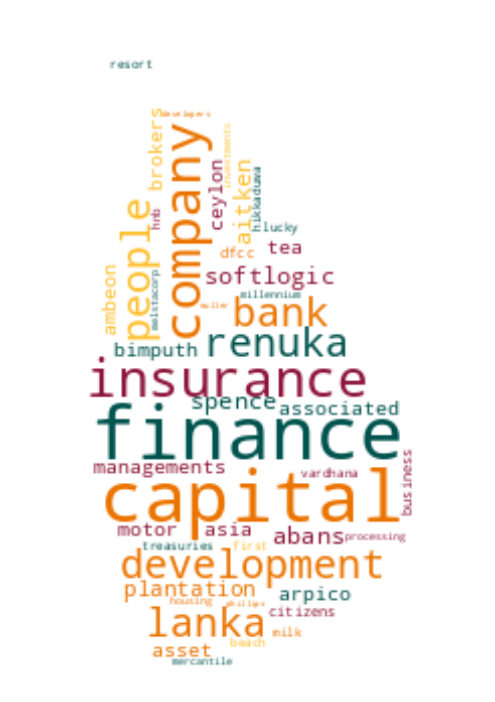 resort
developers
brokers
company
investments
ceylon
aitken
hikkaduwa
people
hnb
lucky
tea
dfcc
ambeon
melstacorp
softlogic
millennium
muller
bank
bimputh
renuka
insurance
spence
associated
finance
managements
vardhana
business
capital
motor
asia
abans
processing
treasuries
first
development
plantation
arpico
housing
phillips
citizens
lanka
milk
beach
asset
mercantile